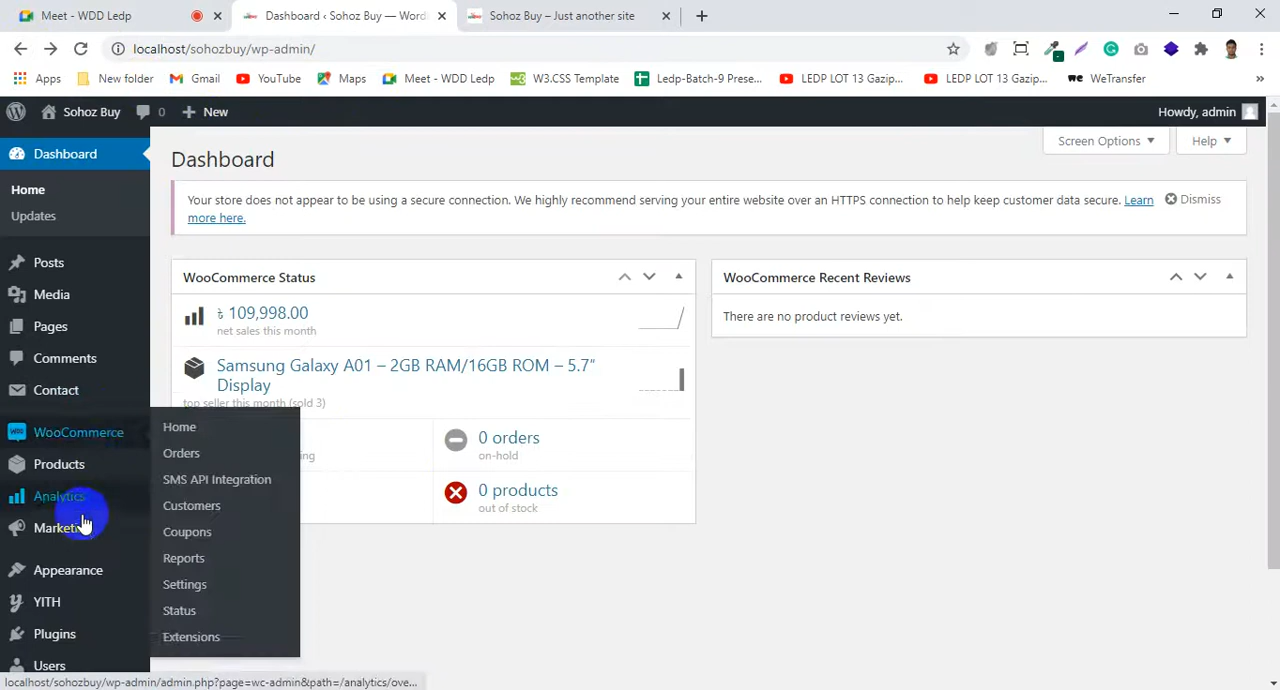 Meet - WDD Ledp
Dashboard ‹ Sohoz Buy — Word
Sohoz Buy – Just another site
localhost/sohozbuy/wp-admin/
Apps
New folder
Gmail
YouTube
Maps
Meet - WDD Ledp
W3.CSS Template
Ledp-Batch-9 Prese...
LEDP LOT 13 Gazip...
LEDP LOT 13 Gazip...
WeTransfer
»
Sohoz Buy
0
New
Howdy, admin
Dashboard
Home
Updates
Posts
Media
Pages
Comments
Contact
WooCommerce
Products
Analytics
Appearance
YITH
Plugins
Users
Home
Orders
SMS API Integration
Customers
Coupons
Reports
Settings
Status
Extensions
Screen Options ▼
Help ▼
Dashboard
Your store does not appear to be using a secure connection. We highly recommend serving your entire website over an HTTPS connection to help keep customer data secure. Learn
more here.
Dismiss
WooCommerce Status
৳ 109,998.00
net sales this month
Samsung Galaxy A01 – 2GB RAM/16GB ROM – 5.7“
Display
top seller this month (sold 3)
0 orders
on-hold
0 products
out of stock
WooCommerce Recent Reviews
There are no product reviews yet.
localhost/sohozbuy/wp-admin/admin.php?page=wc-admin&path=/analytics/ove...